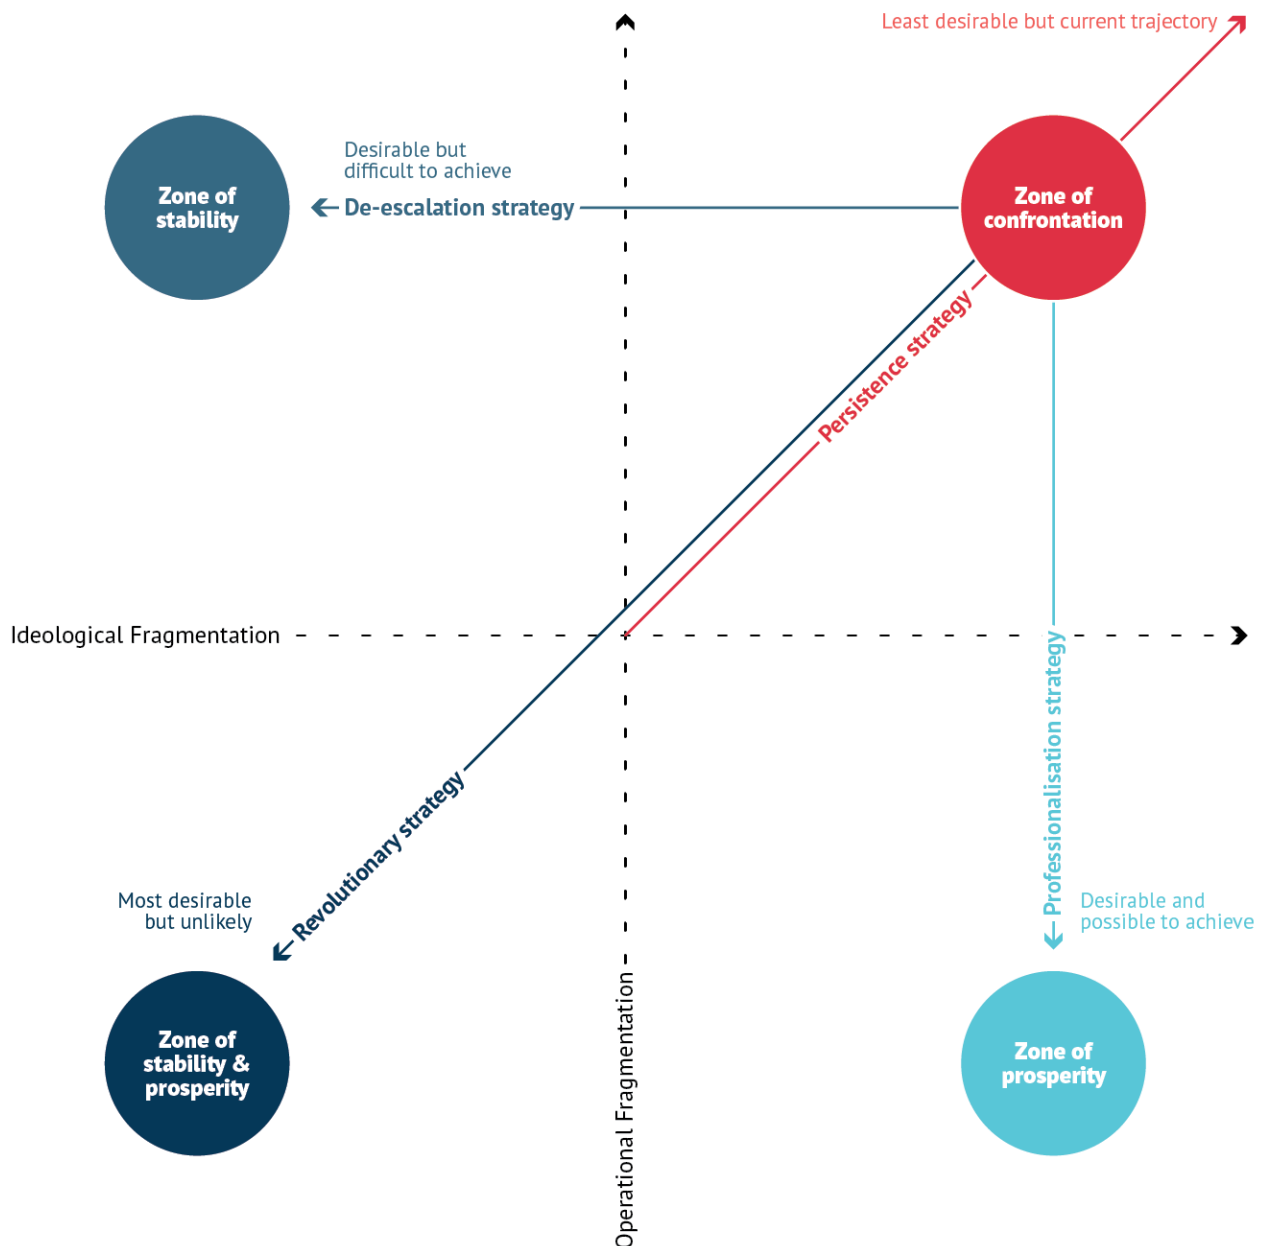 Least desirable but current trajectory
Desirable but
difficult to achieve
Zone of
stability
De-escalation strategy
Zone of
confrontation
Persistence strategy
Ideological Fragmentation
Professionalisation strategy
Revolutionary strategy
Most desirable
but unlikely
Desirable and
possible to achieve
Operational Fragmentation
Zone of
stability &
prosperity
Zone of
prosperity